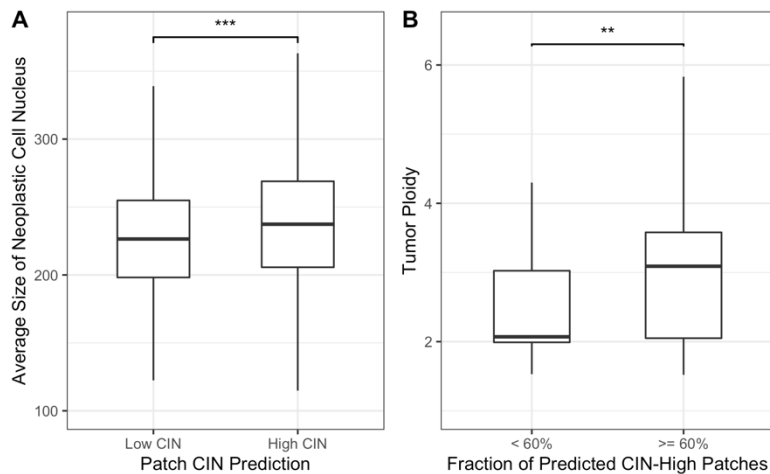 A
***
Average Size of Neoplastic Cell Nucleus
300
200
100
Low CIN
High CIN
Patch CIN Prediction
B
**
Tumor Ploidy
6
4
2
< 60%
>= 60%
Fraction of Predicted CIN-High Patches